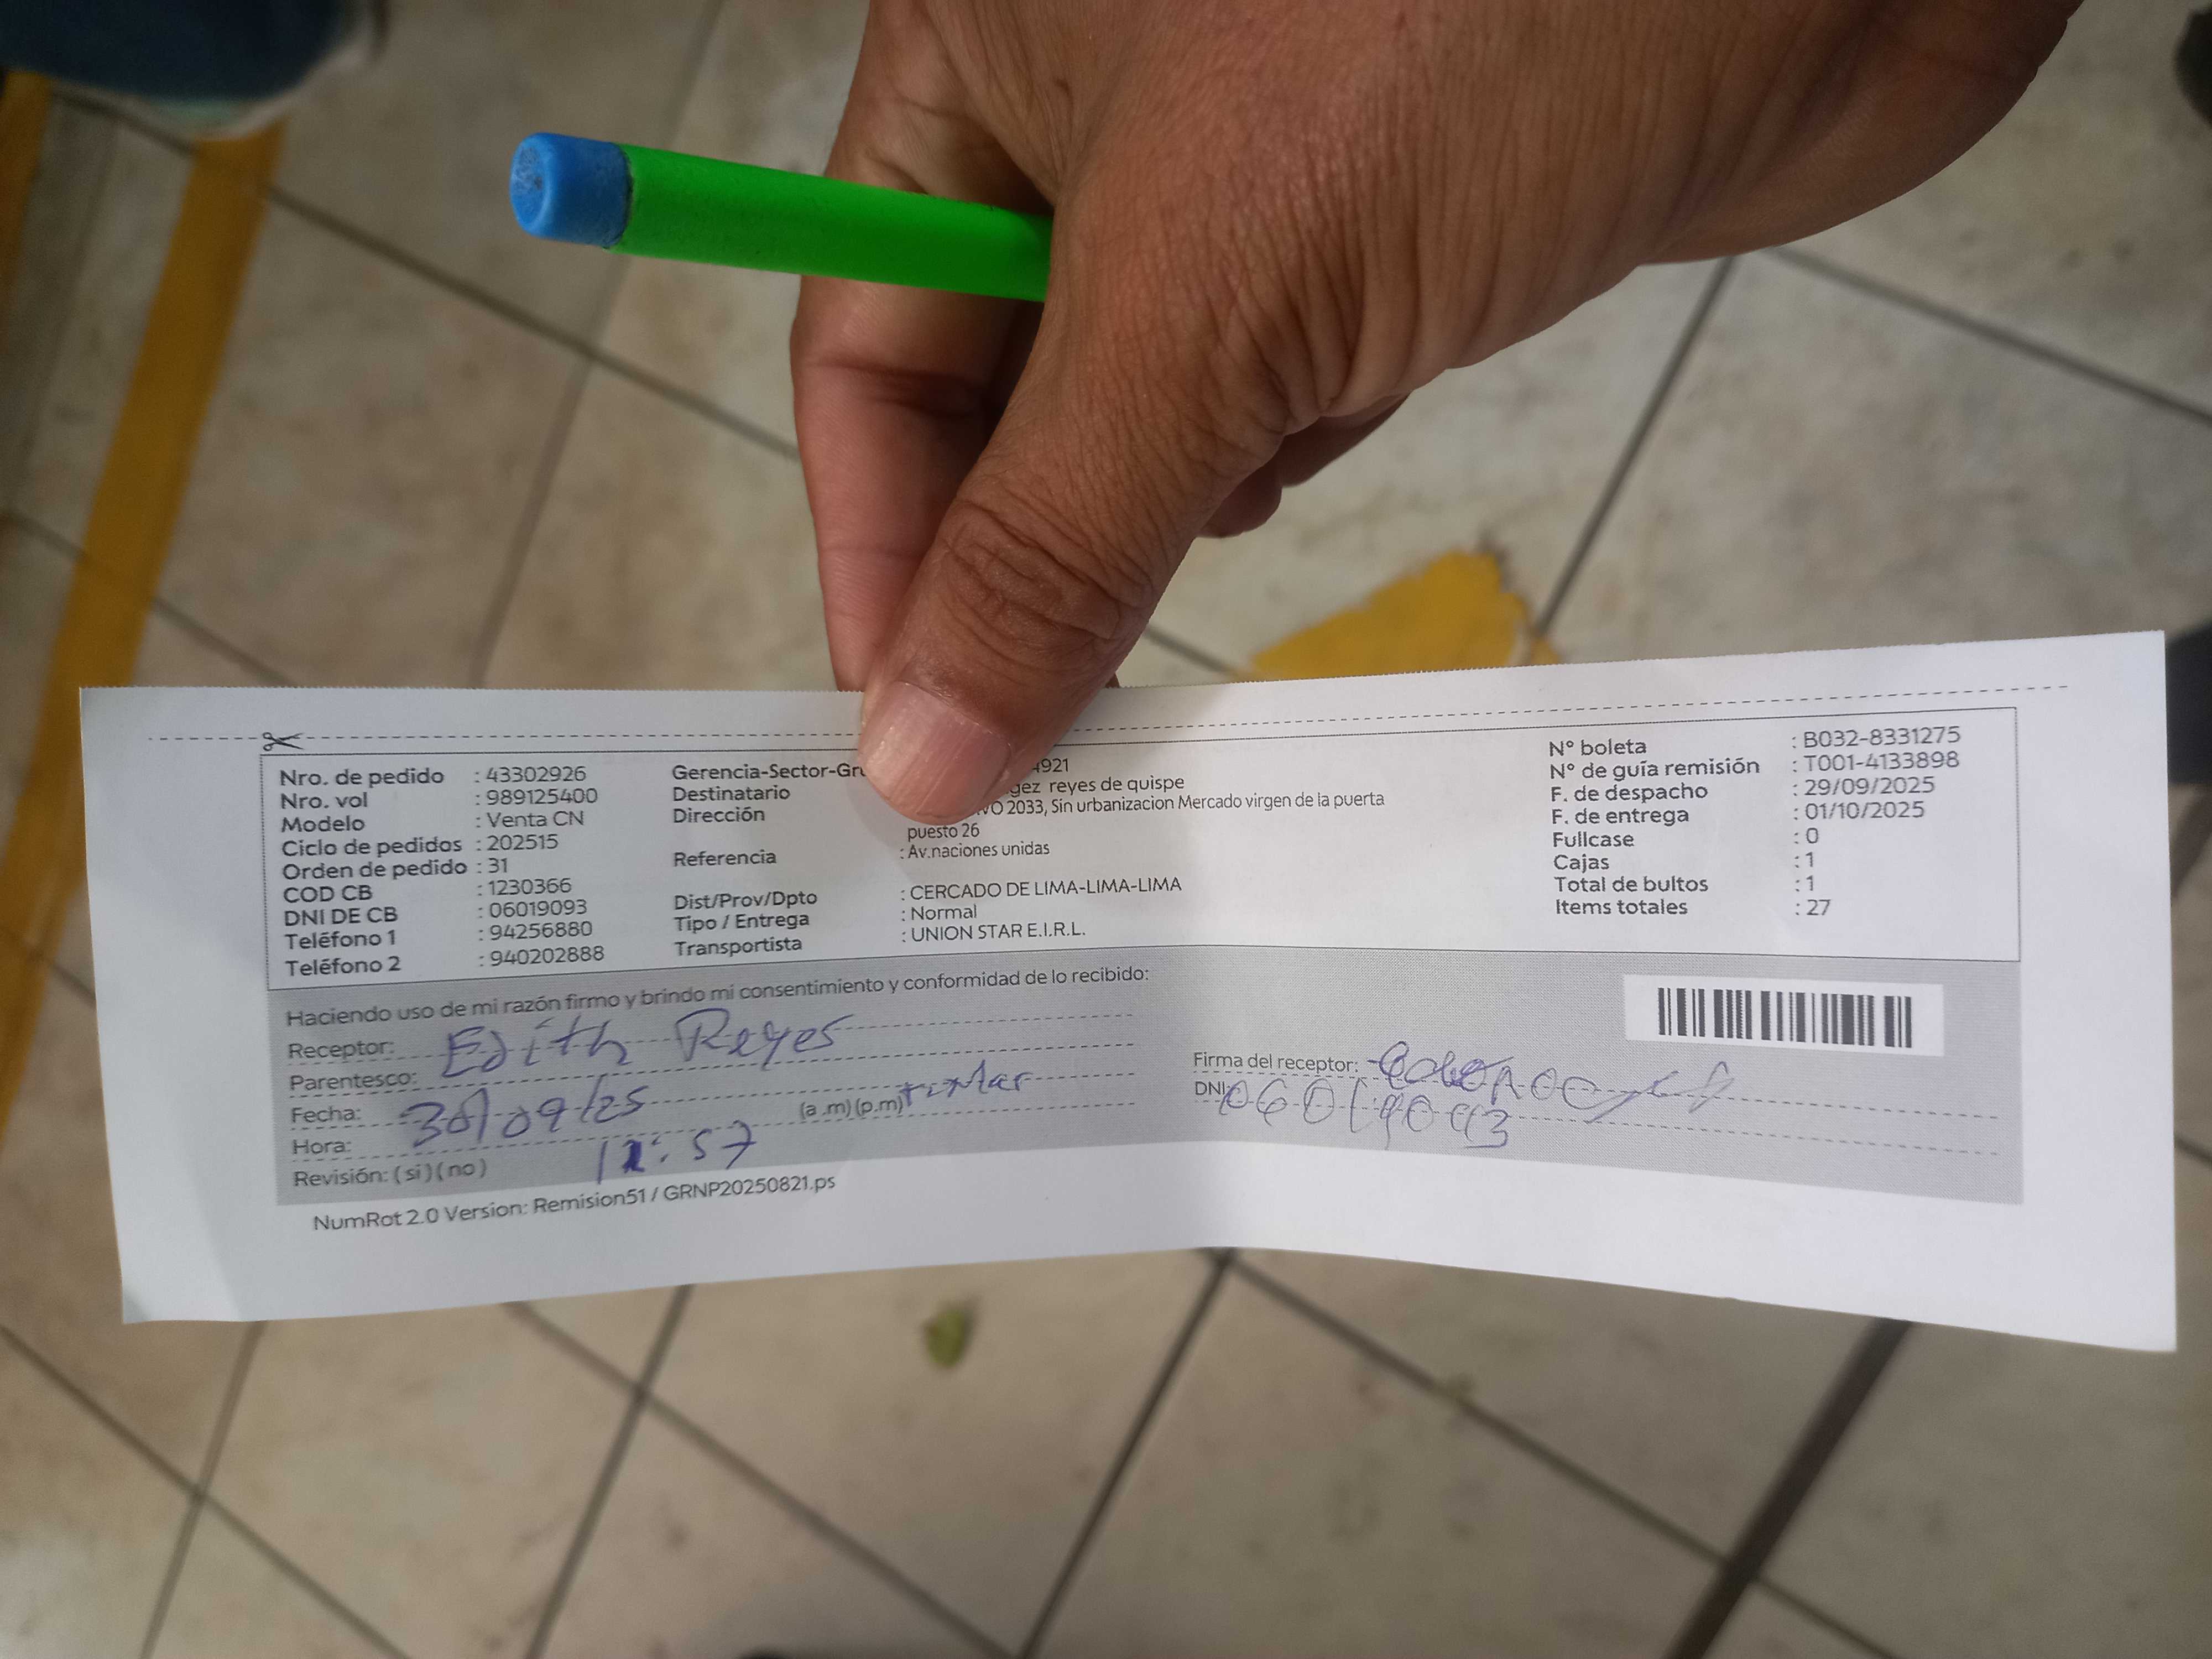 Nro. de pedido : 43302926
Nro. vol : 989125400
Modelo : Venta CN
Ciclo de pedidos : 202515
Orden de pedido : 31
COD CB : 1230366
DNI DE CB : 06019093
Teléfono 1 : 94256880
Teléfono 2 : 940202888
Gerencia-Sector-Gru 4921
Destinatario gez reyes de quispe
Dirección VO 2033, Sin urbanizacion Mercado virgen de la puerta
puesto 26
Referencia : Av.naciones unidas
Dist/Prov/Dpto : CERCADO DE LIMA-LIMA-LIMA
Tipo / Entrega : Normal
Transportista : UNION STAR E.I.R.L.
N° boleta : B032-8331275
N° de guía remisión : T001-4133898
F. de despacho : 29/09/2025
F. de entrega : 01/10/2025
Fullcase : 0
Cajas : 1
Total de bultos : 1
Items totales : 27
Haciendo uso de mi razón firmo y brindo mi consentimiento y conformidad de lo recibido:
Receptor: Edith Reyes
Parentesco:
Fecha: 30/09/25 (a .m) (p.m)
Hora: 12:57
Revisión: (si) (no)
Firma del receptor:
DNI: 06019093
NumRot 2.0 Version: Remision51 / GRNP20250821.ps